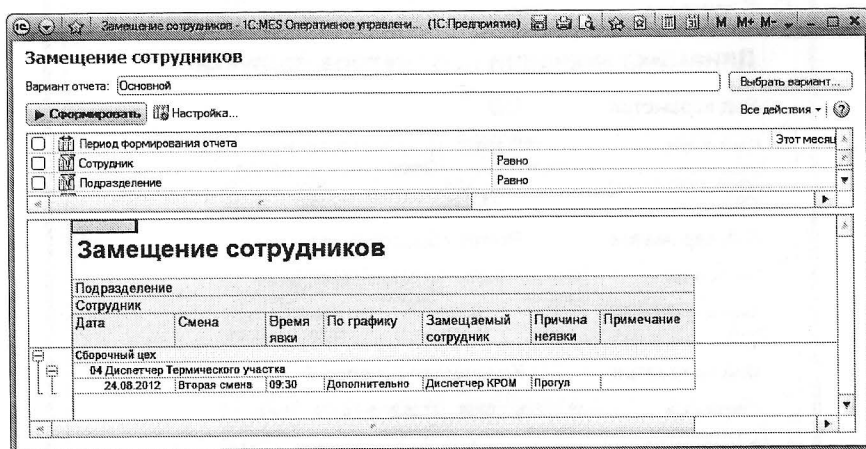 Замещение сотрудников - 1С:MES Оперативное управлени... (1С:Предприятие) M M+ M-
Замещение сотрудников
Вариант отчета: Основной Выбрать вариант...
Сформировать Настройка... Все действия
Период формирования отчета Этот месяц
Сотрудник Равно
Подразделение Равно
Замещение сотрудников
Подразделение
Сотрудник
Дата Смена Время явки По графику Замещаемый сотрудник Причина неявки Примечание
Сборочный цех
04 Диспетчер Термического участка
24.08.2012 Вторая смена 09:30 Дополнительно Диспетчер КРОМ Прогул